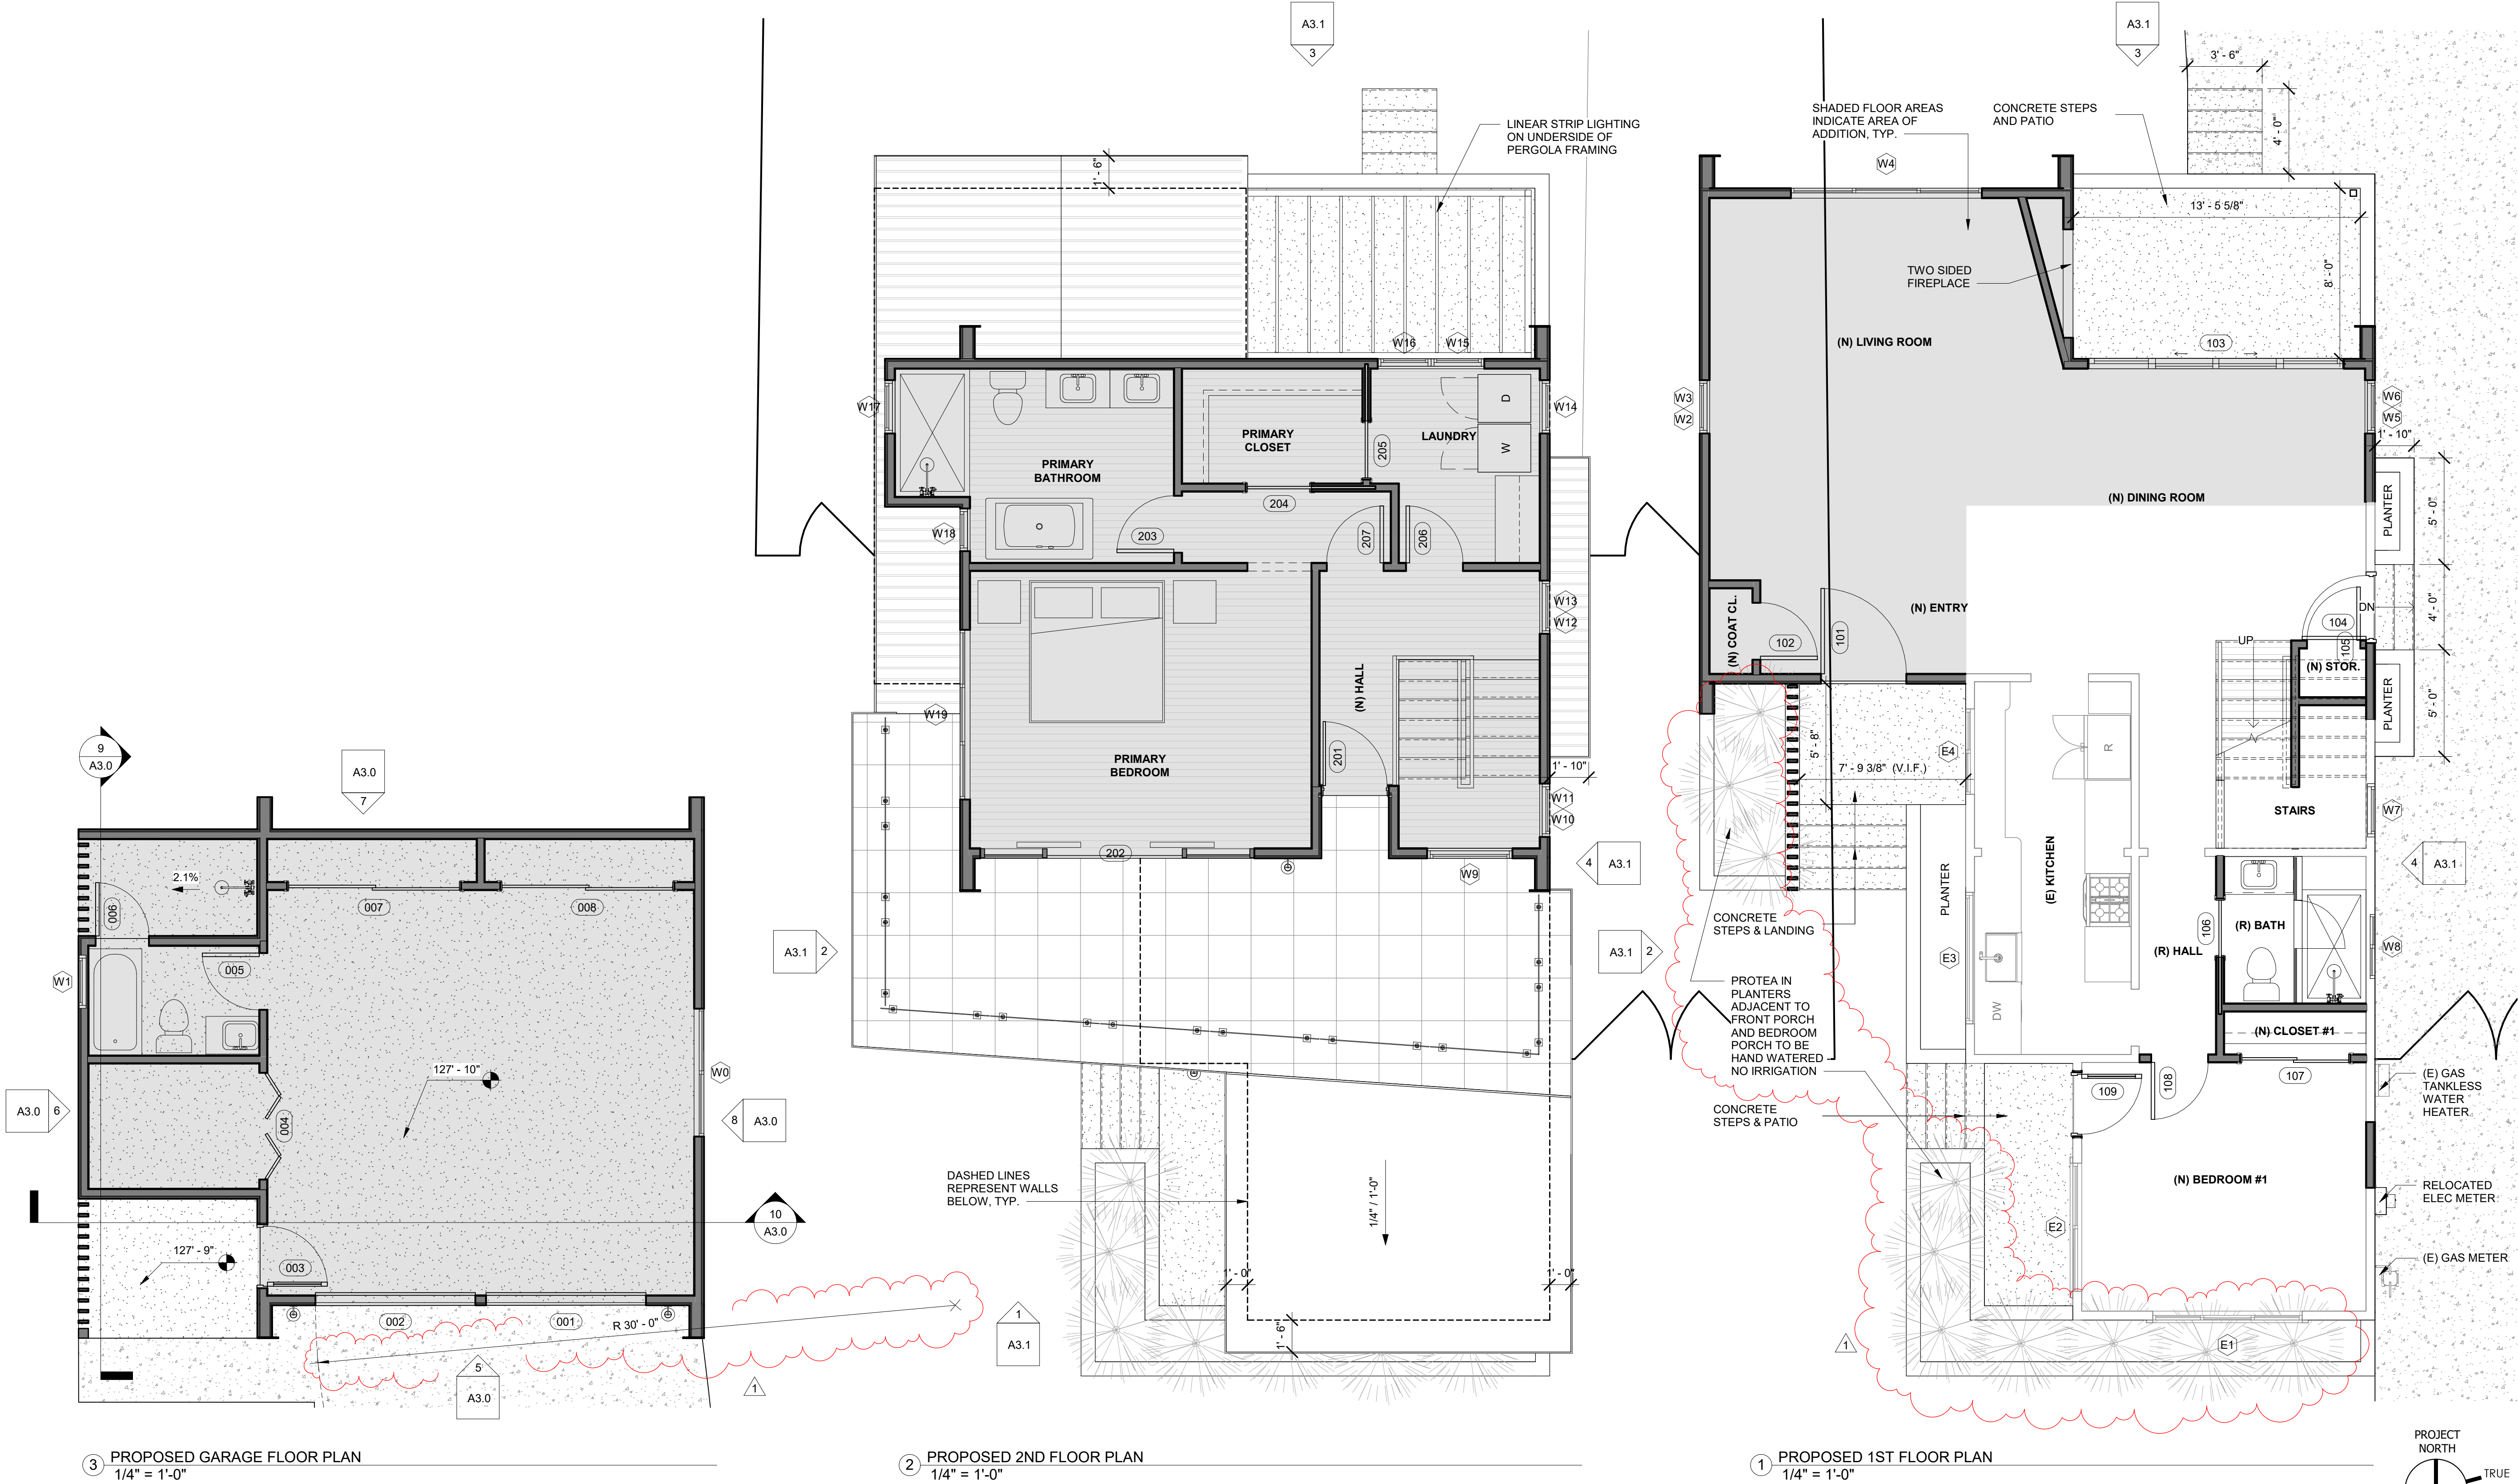 A3.1
3
LINEAR STRIP LIGHTING
ON UNDERSIDE OF
PERGOLA FRAMING
1' - 6"
W16
W15
W17
W14
D
W
PRIMARY
CLOSET
LAUNDRY
205
PRIMARY
BATHROOM
204
W18
203
207
206
W13
W12
(N) HALL
W19
PRIMARY
BEDROOM
201
1' - 10"
W11
W10
202
W9
4
A3.1
A3.1
2
DASHED LINES
REPRESENT WALLS
BELOW, TYP.
1/4" / 1'-0"
1' - 0"
1' - 0"
1' - 6"
1
A3.1
2
PROPOSED 2ND FLOOR PLAN
1/4" = 1'-0"
9
A3.0
A3.0
7
2.1%
006
007
008
005
W1
127' - 10"
W0
004
A3.0
6
8
A3.0
10
A3.0
127' - 9"
003
002
001
R 30' - 0"
5
A3.0
1
3
PROPOSED GARAGE FLOOR PLAN
1/4" = 1'-0"
A3.1
3
3' - 6"
SHADED FLOOR AREAS
INDICATE AREA OF
ADDITION, TYP.
CONCRETE STEPS
AND PATIO
4' - 0"
W4
13' - 5 5/8"
TWO SIDED
FIREPLACE
8' - 0"
(N) LIVING ROOM
103
W3
W2
W6
W5
1' - 10"
(N) DINING ROOM
PLANTER
5' - 0"
(N) ENTRY
(N) COAT CL.
102
101
DN
104
4' - 0"
UP
105
(N) STOR.
PLANTER
5' - 0"
5' - 8"
E4
R
7' - 9 3/8" (V.I.F.)
STAIRS
W7
PLANTER
(E) KITCHEN
4
A3.1
CONCRETE
STEPS & LANDING
106
(R) BATH
A3.1
2
E3
(R) HALL
W8
PROTEA IN
PLANTERS
ADJACENT TO
FRONT PORCH
AND BEDROOM
PORCH TO BE
HAND WATERED
NO IRRIGATION
DW
(N) CLOSET #1
107
108
109
(E) GAS
TANKLESS
WATER
HEATER
CONCRETE
STEPS & PATIO
(N) BEDROOM #1
RELOCATED
ELEC METER
E2
(E) GAS METER
E1
1
1
PROPOSED 1ST FLOOR PLAN
1/4" = 1'-0"
PROJECT
NORTH
TRUE